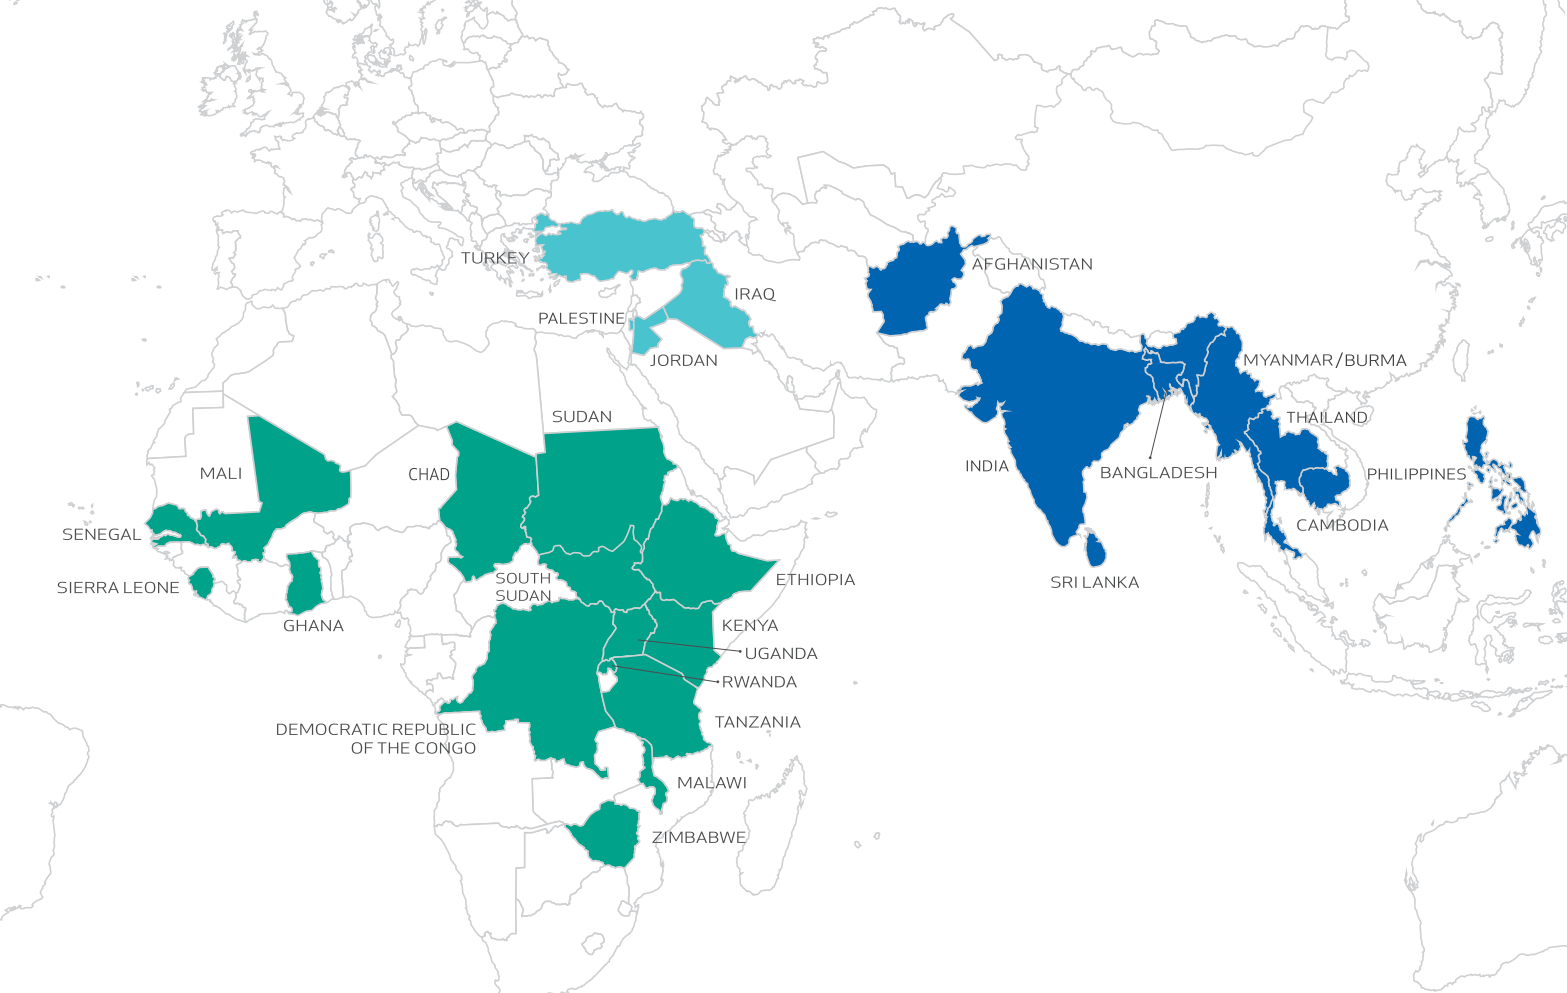 TURKEY
AFGHANISTAN
IRAQ
PALESTINE
JORDAN
MYANMAR/BURMA
SUDAN
THAILAND
MALI
CHAD
INDIA
BANGLADESH
PHILIPPINES
SENEGAL
CAMBODIA
SIERRA LEONE
SOUTH
SUDAN
ETHIOPIA
SRI LANKA
GHANA
KENYA
UGANDA
RWANDA
DEMOCRATIC REPUBLIC
OF THE CONGO
TANZANIA
MALAWI
ZIMBABWE